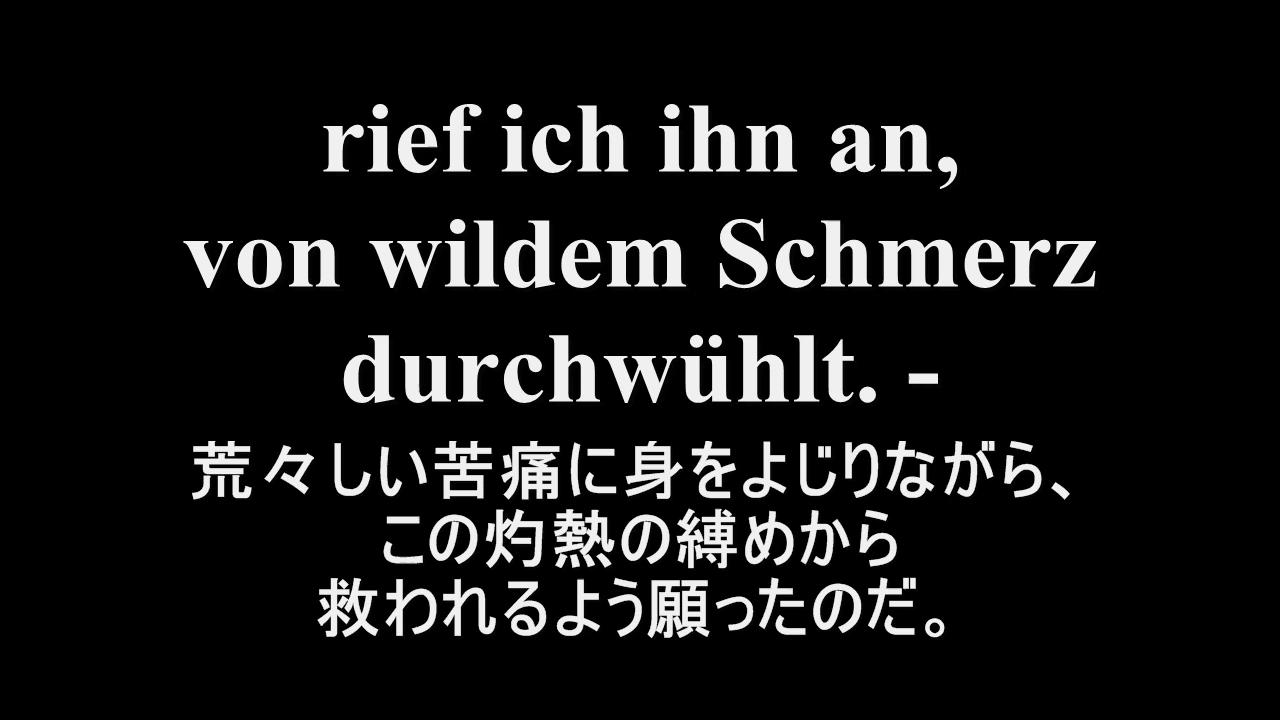 rief ich ihn an,
von wildem Schmerz
durchwühlt. -
荒々しい苦痛に身をよじりながら、
この灼熱の縛めから
救われるよう願ったのだ。